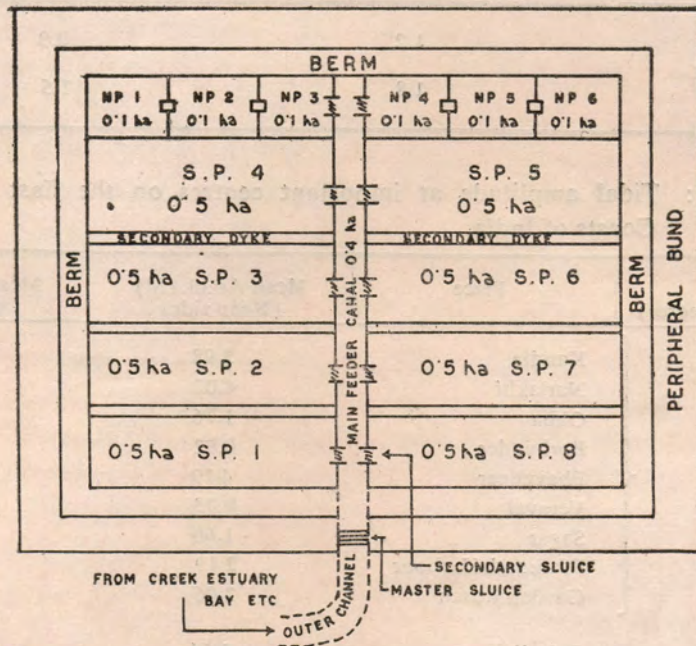 BERM
NP 1 NP 2 NP 3 NP 4 NP 5 NP 6
0.1 ha 0.1 ha 0.1 ha 0.1 ha 0.1 ha 0.1 ha
S.P. 4 S.P. 5
0.5 ha 0.5 ha
SECONDARY DYKE SECONDARY DYKE
0.5 ha S.P. 3 0.5 ha S.P. 6
0.5 ha S.P. 2 0.5 ha S.P. 7
0.5 ha S.P. 1 0.5 ha S.P. 8
MAIN FEEDER CANAL 0.4 ha
BERM
BERM
PERIPHERAL BUND
SECONDARY SLUICE
MASTER SLUICE
FROM CREEK ESTUARY
BAY ETC
OUTER CHANNEL